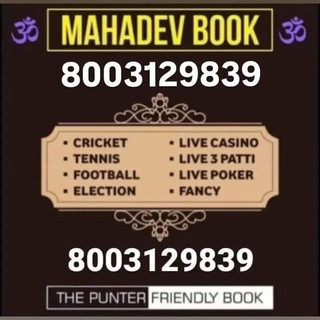 ॐ MAHADEV BOOK ॐ
8003129839
▪ CRICKET ▪ LIVE CASINO
▪ TENNIS ▪ LIVE 3 PATTI
▪ FOOTBALL ▪ LIVE POKER
▪ ELECTION ▪ FANCY
8003129839
THE PUNTER FRIENDLY BOOK